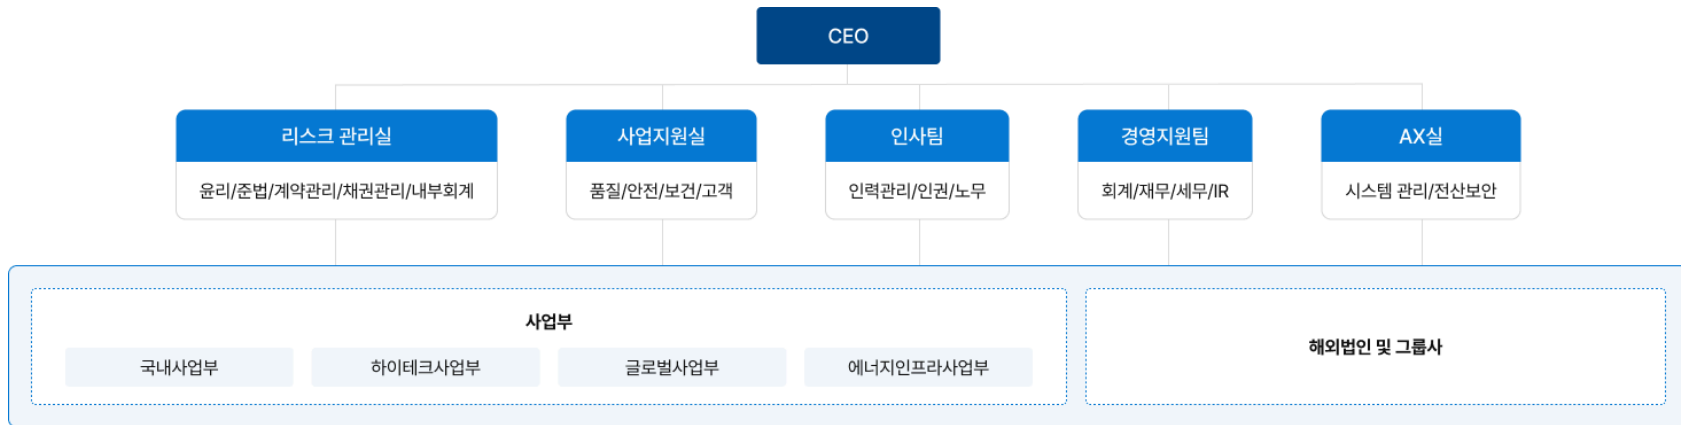 CEO
리스크 관리실
윤리/준법/계약관리/채권관리/내부회계
사업지원실
품질/안전/보건/고객
인사팀
인력관리/인권/노무
경영지원팀
회계/재무/세무/IR
AX실
시스템 관리/전산보안
사업부
국내사업부
하이테크사업부
글로벌사업부
에너지인프라사업부
해외법인 및 그룹사